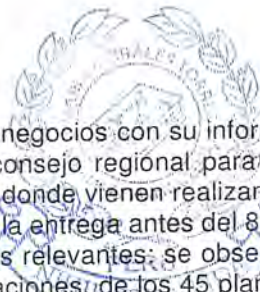 negocios con su infor
consejo regional para
donde vienen realizan
la entrega antes del 8
s relevantes; se obse
aciones de los 45 plan